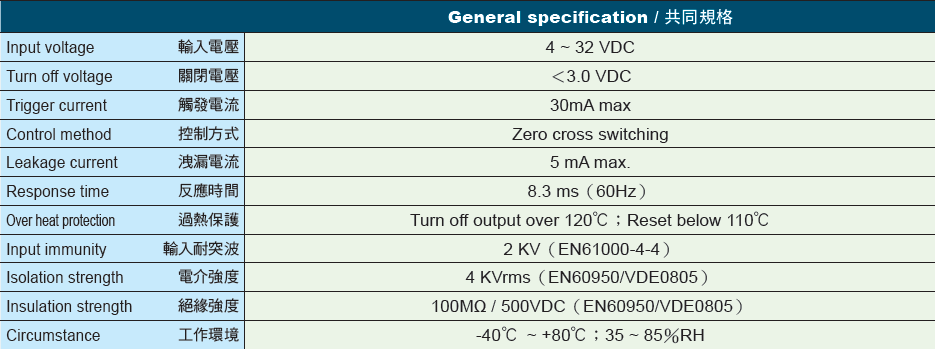 General specification / 共同規格
Input voltage 輸入電壓 4 ~ 32 VDC
Turn off voltage 關閉電壓 ＜3.0 VDC
Trigger current 觸發電流 30mA max
Control method 控制方式 Zero cross switching
Leakage current 洩漏電流 5 mA max.
Response time 反應時間 8.3 ms（60Hz）
Over heat protection 過熱保護 Turn off output over 120℃；Reset below 110℃
Input immunity 輸入耐突波 2 KV（EN61000-4-4）
Isolation strength 電介強度 4 KVrms（EN60950/VDE0805）
Insulation strength 絕緣強度 100MΩ / 500VDC（EN60950/VDE0805）
Circumstance 工作環境 -40℃ ~ +80℃；35 ~ 85％RH